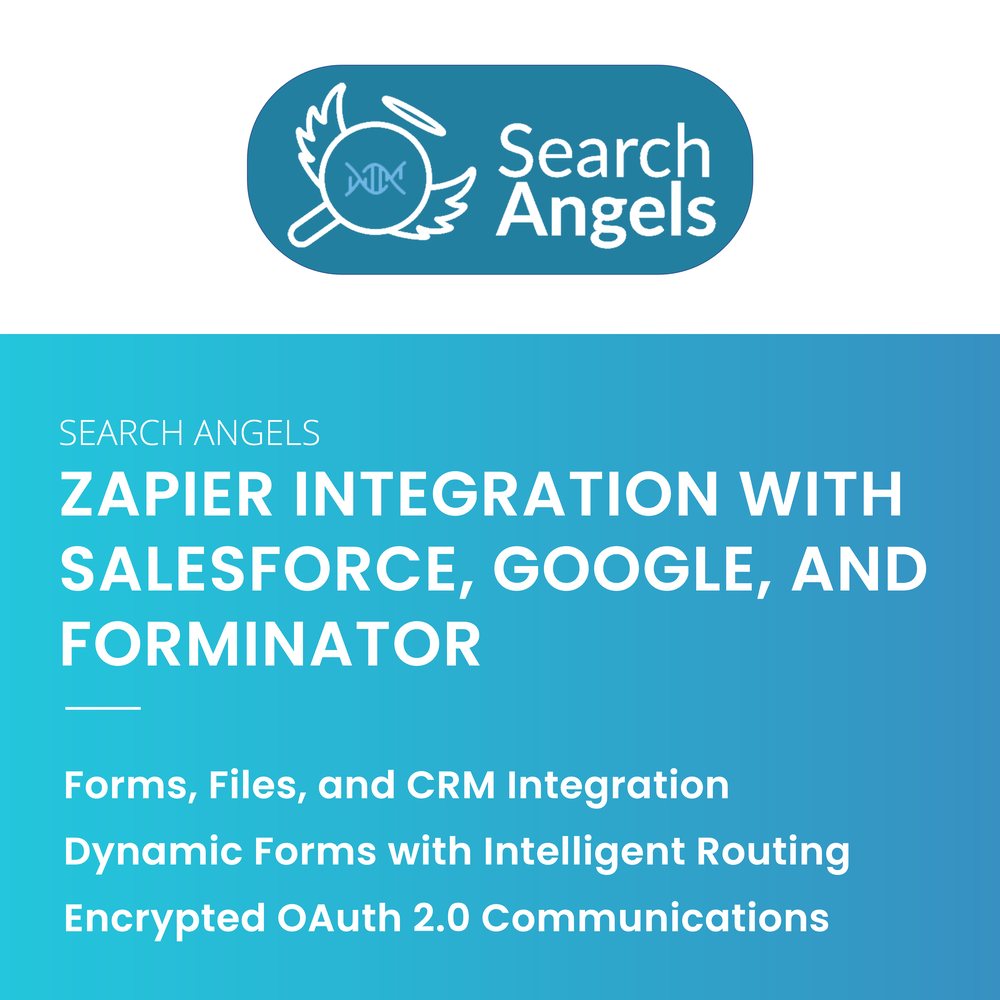 Search
Angels
SEARCH ANGELS
ZAPIER INTEGRATION WITH
SALESFORCE, GOOGLE, AND
FORMINATOR
Forms, Files, and CRM Integration
Dynamic Forms with Intelligent Routing
Encrypted OAuth 2.0 Communications